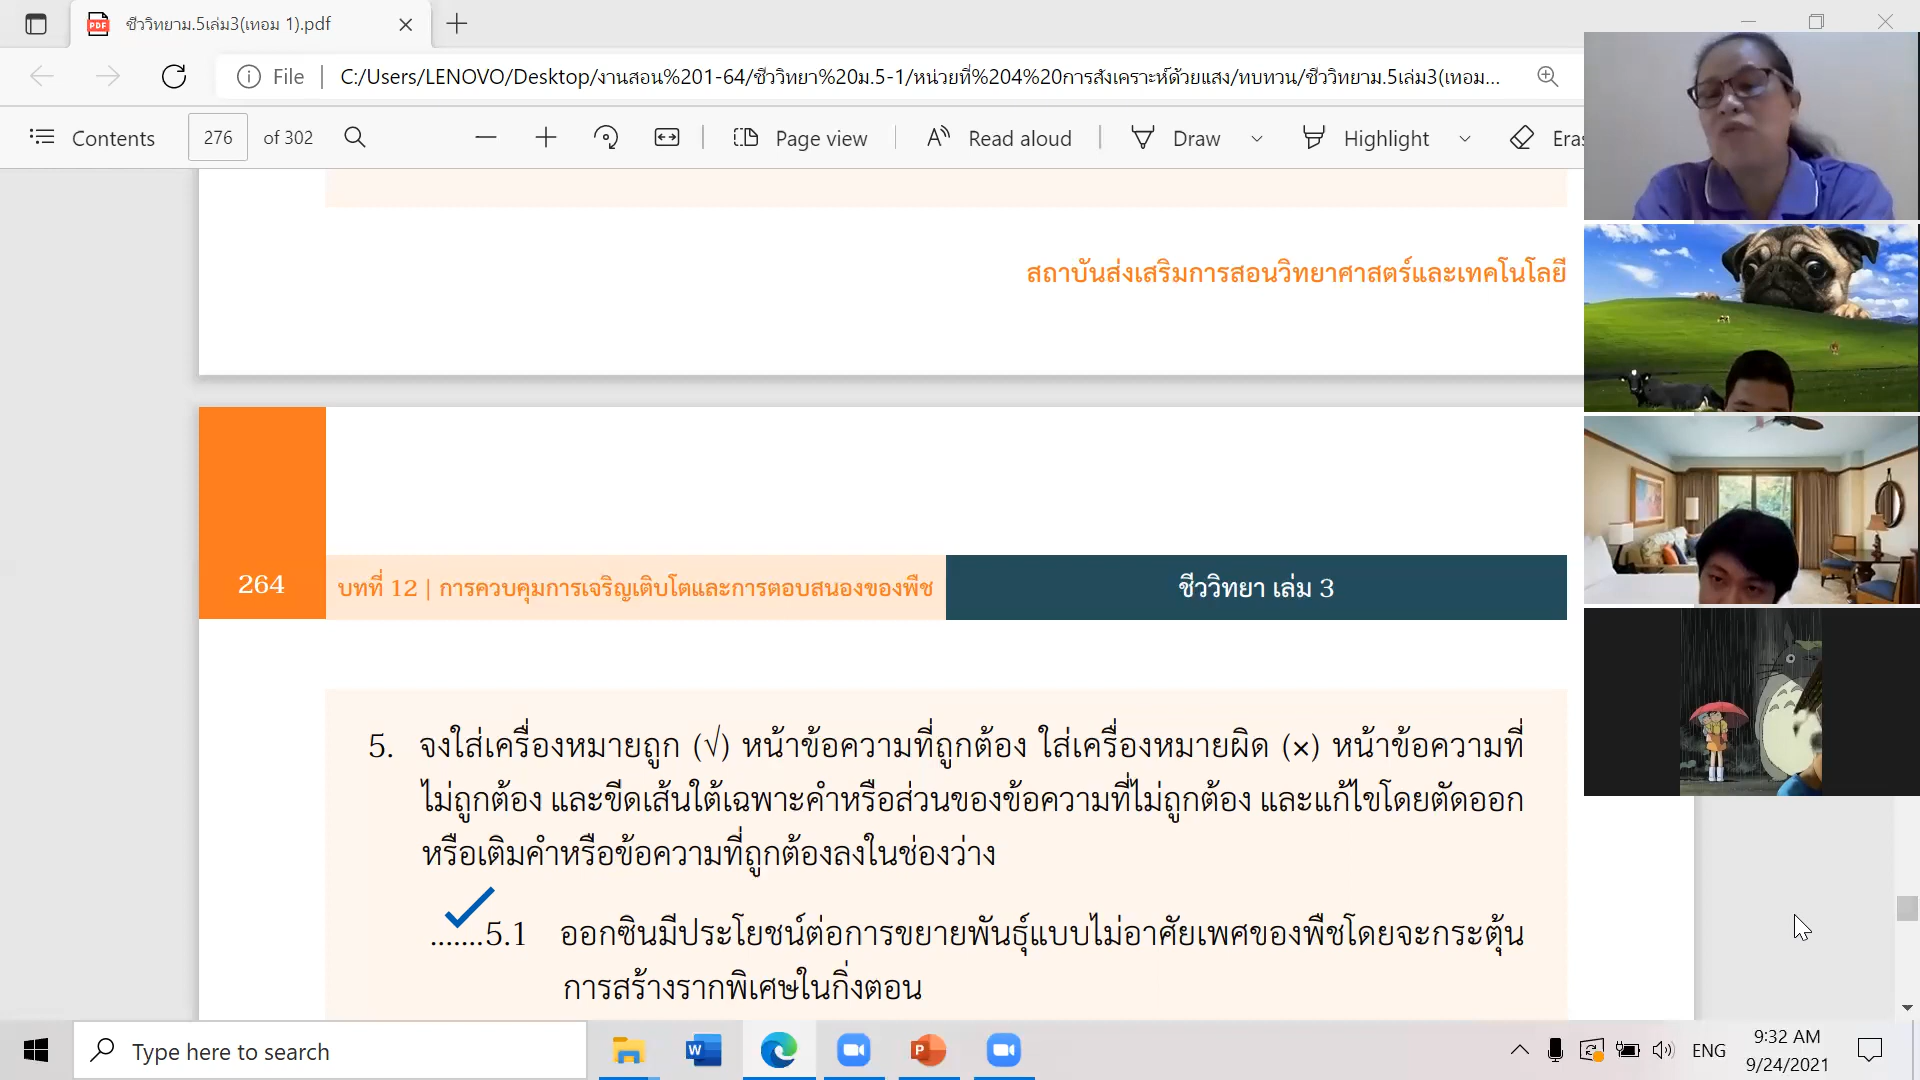 ชีววิทยาม.5เล่ม3(เทอม 1).pdf
File
C:/Users/LENOVO/Desktop/งานสอน%201-64/ชีววิทยา%20ม.5-1/หน่วยที่%204%20การสังเคราะห์ด้วยแสง/ทบทวน/ชีววิทยาม.5เล่ม3(เทอม...
Contents
276 of 302
Page view
Read aloud
Draw
Highlight
Eras
สถาบันส่งเสริมการสอนวิทยาศาสตร์และเทคโนโลยี
264
บทที่ 12 | การควบคุมการเจริญเติบโตและการตอบสนองของพืช
ชีววิทยา เล่ม 3
5. จงใส่เครื่องหมายถูก (√) หน้าข้อความที่ถูกต้อง ใส่เครื่องหมายผิด (×) หน้าข้อความที่
ไม่ถูกต้อง และขีดเส้นใต้เฉพาะคำหรือส่วนของข้อความที่ไม่ถูกต้อง และแก้ไขโดยตัดออก
หรือเติมคำหรือข้อความที่ถูกต้องลงในช่องว่าง
.......5.1 ออกซินมีประโยชน์ต่อการขยายพันธุ์แบบไม่อาศัยเพศของพืชโดยจะกระตุ้น
การสร้างรากพิเศษในกิ่งตอน
Type here to search
ENG
9:32 AM
9/24/2021